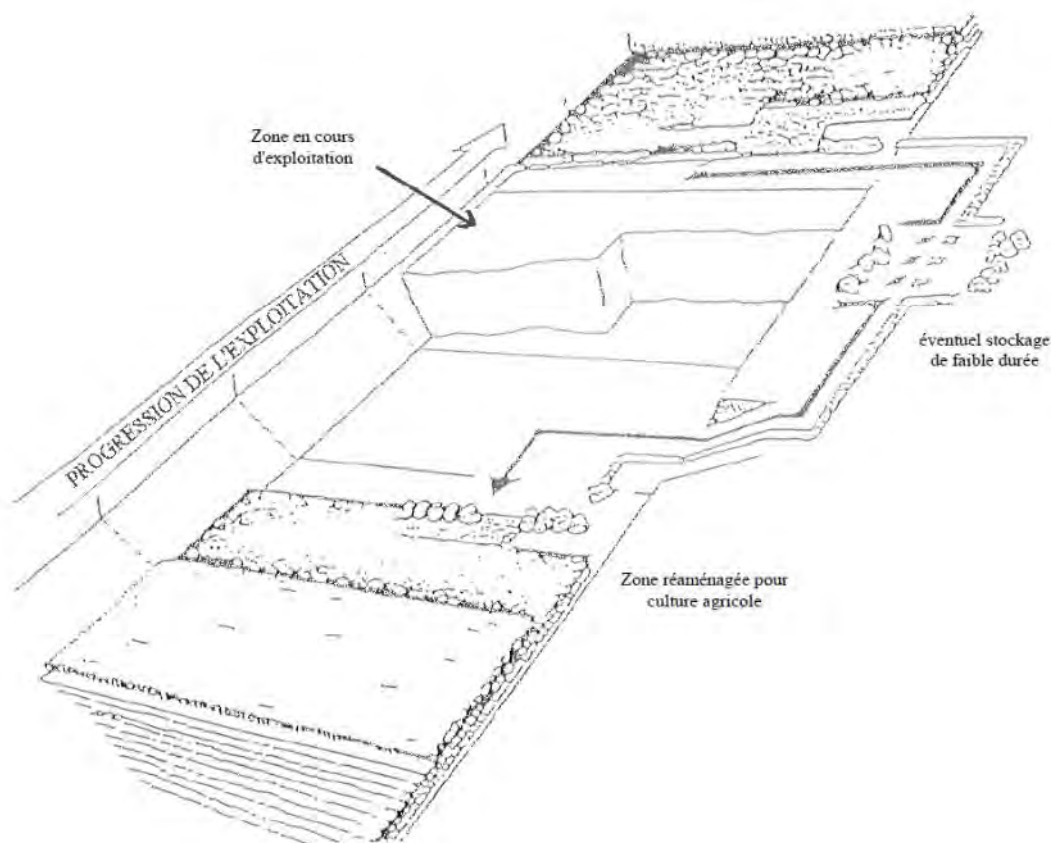 Zone en cours
d'exploitation
PROGRESSION DE L'EXPLOITATION
éventuel stockage
de faible durée
Zone réaménagée pour
culture agricole